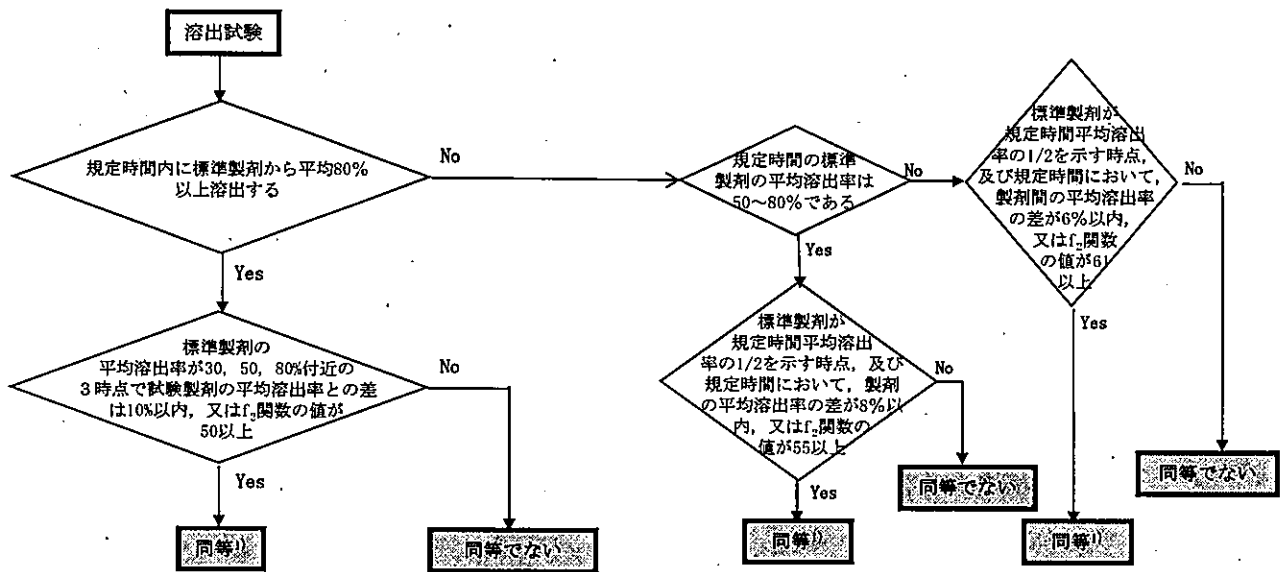 溶出試験
規定時間内に標準製剤から平均80%
以上溶出する
No
Yes
標準製剤の
平均溶出率が30, 50, 80%付近の
3時点で試験製剤の平均溶出率との差
は10%以内, 又はf₂関数の値が
50以上
No
Yes
同等¹⁾
同等でない
規定時間の標準
製剤の平均溶出率は
50～80%である
No
Yes
標準製剤が
規定時間平均溶出
率の1/2を示す時点, 及び
規定時間において, 製剤
の平均溶出率の差が8%以
内, 又はf₂関数の
値が55以上
No
Yes
同等でない
同等¹⁾
標準製剤が
規定時間平均溶出
率の1/2を示す時点,
及び規定時間において,
製剤間の平均溶出率
の差が6%以内,
又はf₂関数
の値が61
以上
No
Yes
同等でない
同等¹⁾